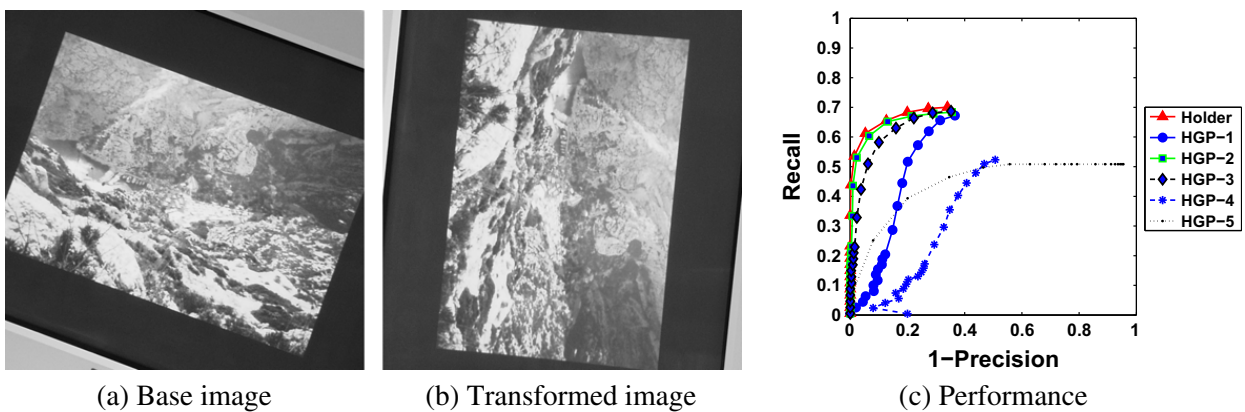 1
0.9
0.8
0.7
0.6
0.5
0.4
0.3
0.2
0.1
0
Recall
0 0.2 0.4 0.6 0.8 1
1−Precision
Holder
HGP−1
HGP−2
HGP−3
HGP−4
HGP−5
(a) Base image
(b) Transformed image
(c) Performance